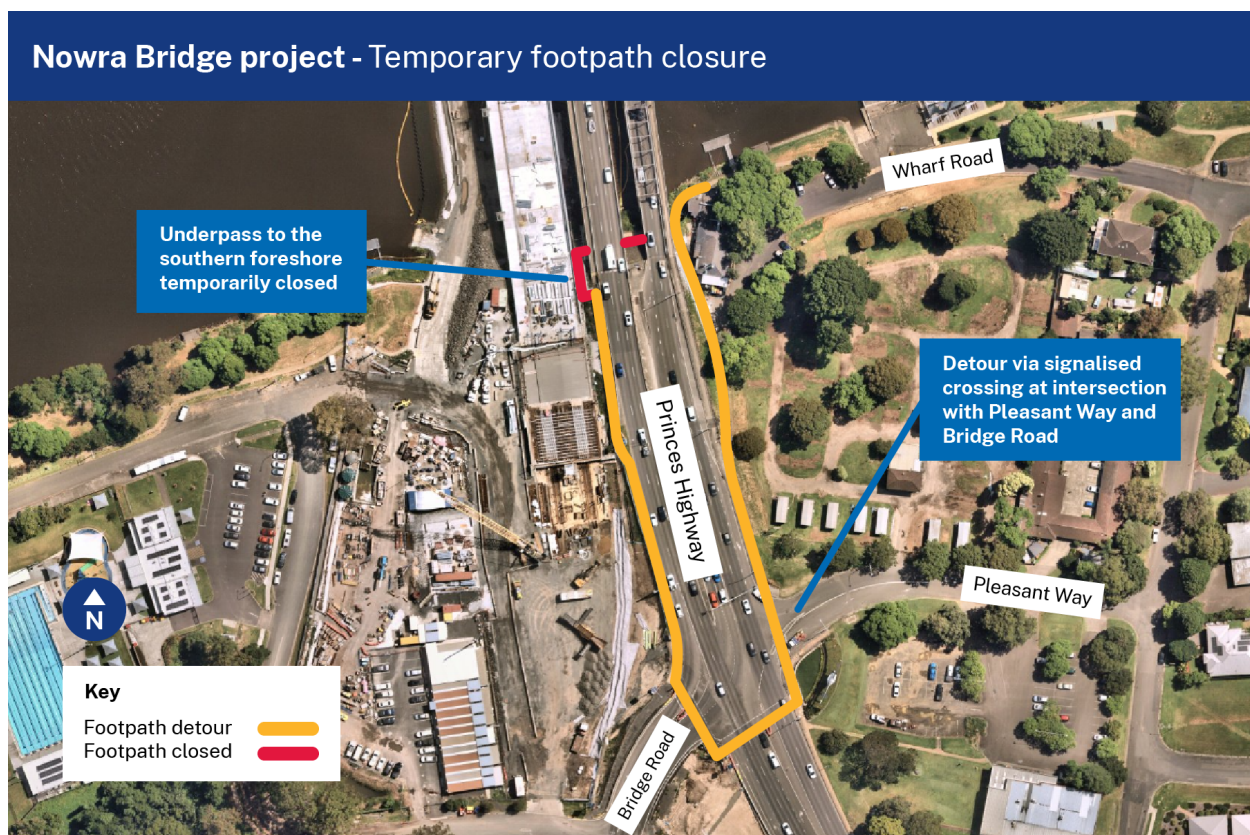 Nowra Bridge project - Temporary footpath closure
Wharf Road
Underpass to the
southern foreshore
temporarily closed
Detour via signalised
crossing at intersection
with Pleasant Way and
Bridge Road
Princes Highway
Pleasant Way
N
Key
Footpath detour
Footpath closed
Bridge Road